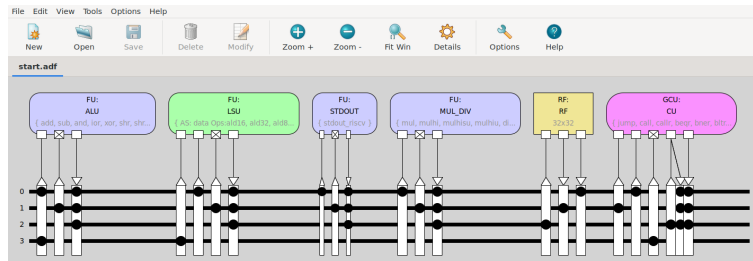 File Edit View Tools Options Help
New Open Save Delete Modify Zoom + Zoom - Fit Win Details Options Help
start.adf
FU: FU: FU: FU: RF: GCU:
ALU LSU STDOUT MUL_DIV RF CU
{ add, sub, and, ior, xor, shr, shr... { AS: data Ops:ald16, ald32, ald8... { stdout_riscv } { mul, mulhi, mulhisu, mulhiu, di... 32x32 { jump, call, callr, beqr, bner, bltr...
0
1
2
3